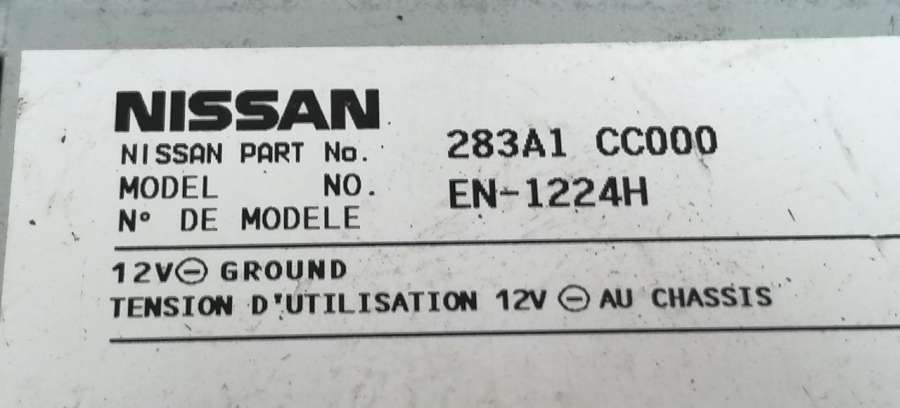 NISSAN
NISSAN PART No. 283A1 CC000
MODEL NO. EN-1224H
N° DE MODELE
12V⊖ GROUND
TENSION D'UTILISATION 12V ⊖ AU CHASSIS